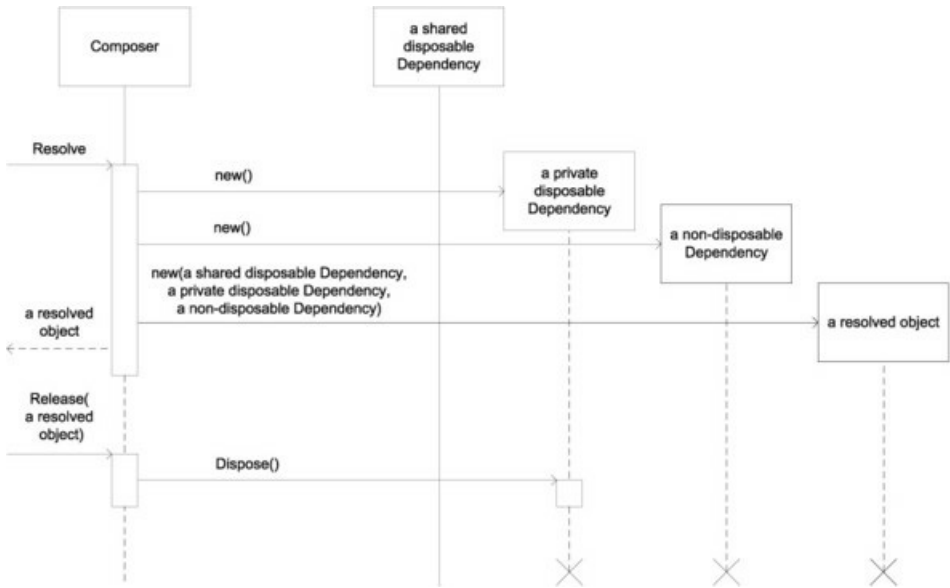 Composer
a shared
disposable
Dependency
Resolve
new()
a private
disposable
Dependency
new()
a non-disposable
Dependency
new(a shared disposable Dependency,
a private disposable Dependency,
a non-disposable Dependency)
a resolved
object
a resolved object
Release(
a resolved
object)
Dispose()